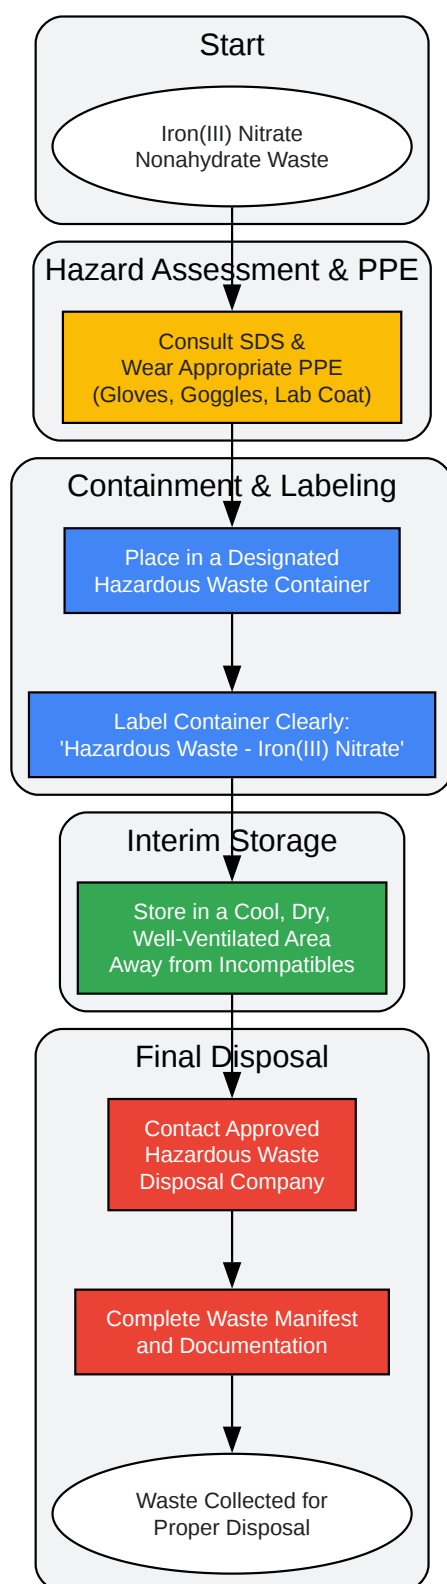 Start
Iron(III) Nitrate
Nonahydrate Waste
Hazard Assessment & PPE
Consult SDS &
Wear Appropriate PPE
(Gloves, Goggles, Lab Coat)
Containment & Labeling
Place in a Designated
Hazardous Waste Container
Label Container Clearly:
'Hazardous Waste - Iron(III) Nitrate'
Interim Storage
Store in a Cool, Dry,
Well-Ventilated Area
Away from Incompatibles
Final Disposal
Contact Approved
Hazardous Waste
Disposal Company
Complete Waste Manifest
and Documentation
Waste Collected for
Proper Disposal